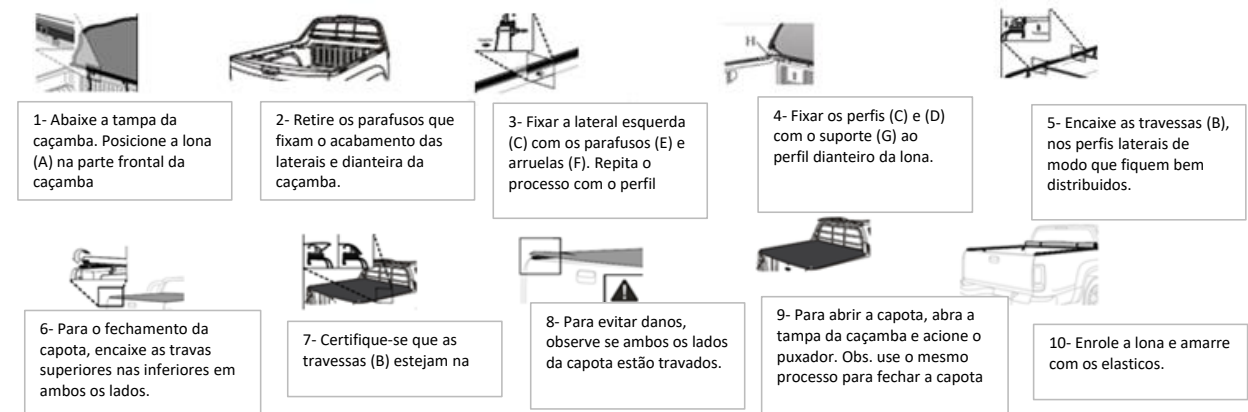 1- Abaixe a tampa da
caçamba. Posicione a lona
(A) na parte frontal da
caçamba
2- Retire os parafusos que
fixam o acabamento das
laterais e dianteira da
caçamba.
3- Fixar a lateral esquerda
(C) com os parafusos (E) e
arruelas (F). Repita o
processo com o perfil
H
4- Fixar os perfis (C) e (D)
com o suporte (G) ao
perfil dianteiro da lona.
5- Encaixe as travessas (B),
nos perfis laterais de
modo que fiquem bem
distribuidos.
6- Para o fechamento da
capota, encaixe as travas
superiores nas inferiores em
ambos os lados.
7- Certifique-se que as
travessas (B) estejam na
8- Para evitar danos,
observe se ambos os lados
da capota estão travados.
9- Para abrir a capota, abra a
tampa da caçamba e acione o
puxador. Obs. use o mesmo
processo para fechar a capota
10- Enrole a lona e amarre
com os elasticos.